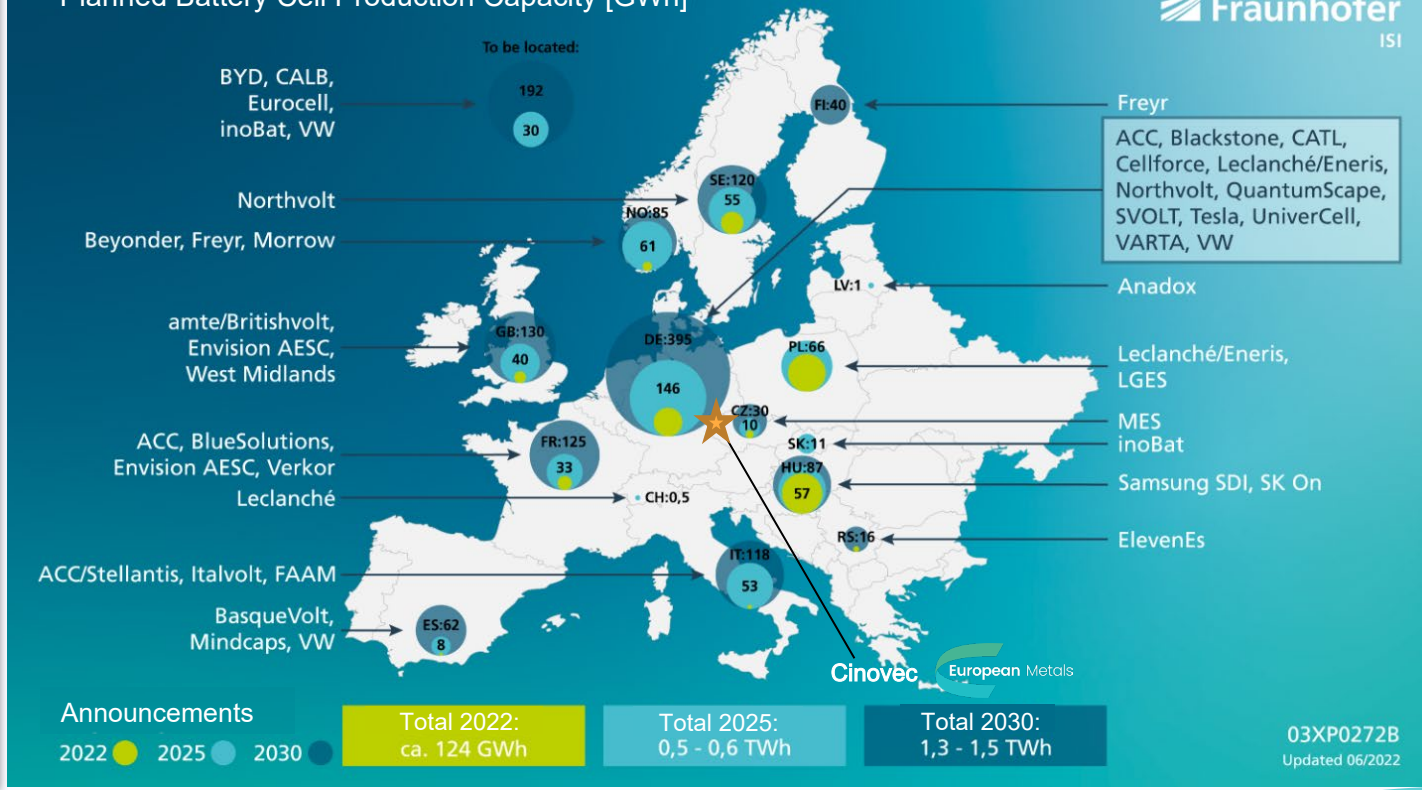 Planned Battery Cell Production Capacity [GWh]
Fraunhofer
ISI
To be located:
192
30
BYD, CALB,
Eurocell,
inoBat, VW
Northvolt
Beyonder, Freyr, Morrow
amte/Britishvolt,
Envision AESC,
West Midlands
ACC, BlueSolutions,
Envision AESC, Verkor
Leclanché
ACC/Stellantis, Italvolt, FAAM
BasqueVolt,
Mindcaps, VW
FI:40
SE:120
55
NO:85
61
LV:1
GB:130
40
DE:395
146
PL:66
CZ:30
10
SK:11
FR:125
33
HU:87
57
CH:0,5
RS:16
IT:118
53
ES:62
8
Freyr
ACC, Blackstone, CATL,
Cellforce, Leclanché/Eneris,
Northvolt, QuantumScape,
SVOLT, Tesla, UniverCell,
VARTA, VW
Anadox
Leclanché/Eneris,
LGES
MES
inoBat
Samsung SDI, SK On
ElevenEs
Cinovec
European Metals
Announcements
2022 2025 2030
Total 2022:
ca. 124 GWh
Total 2025:
0,5 - 0,6 TWh
Total 2030:
1,3 - 1,5 TWh
03XP0272B
Updated 06/2022